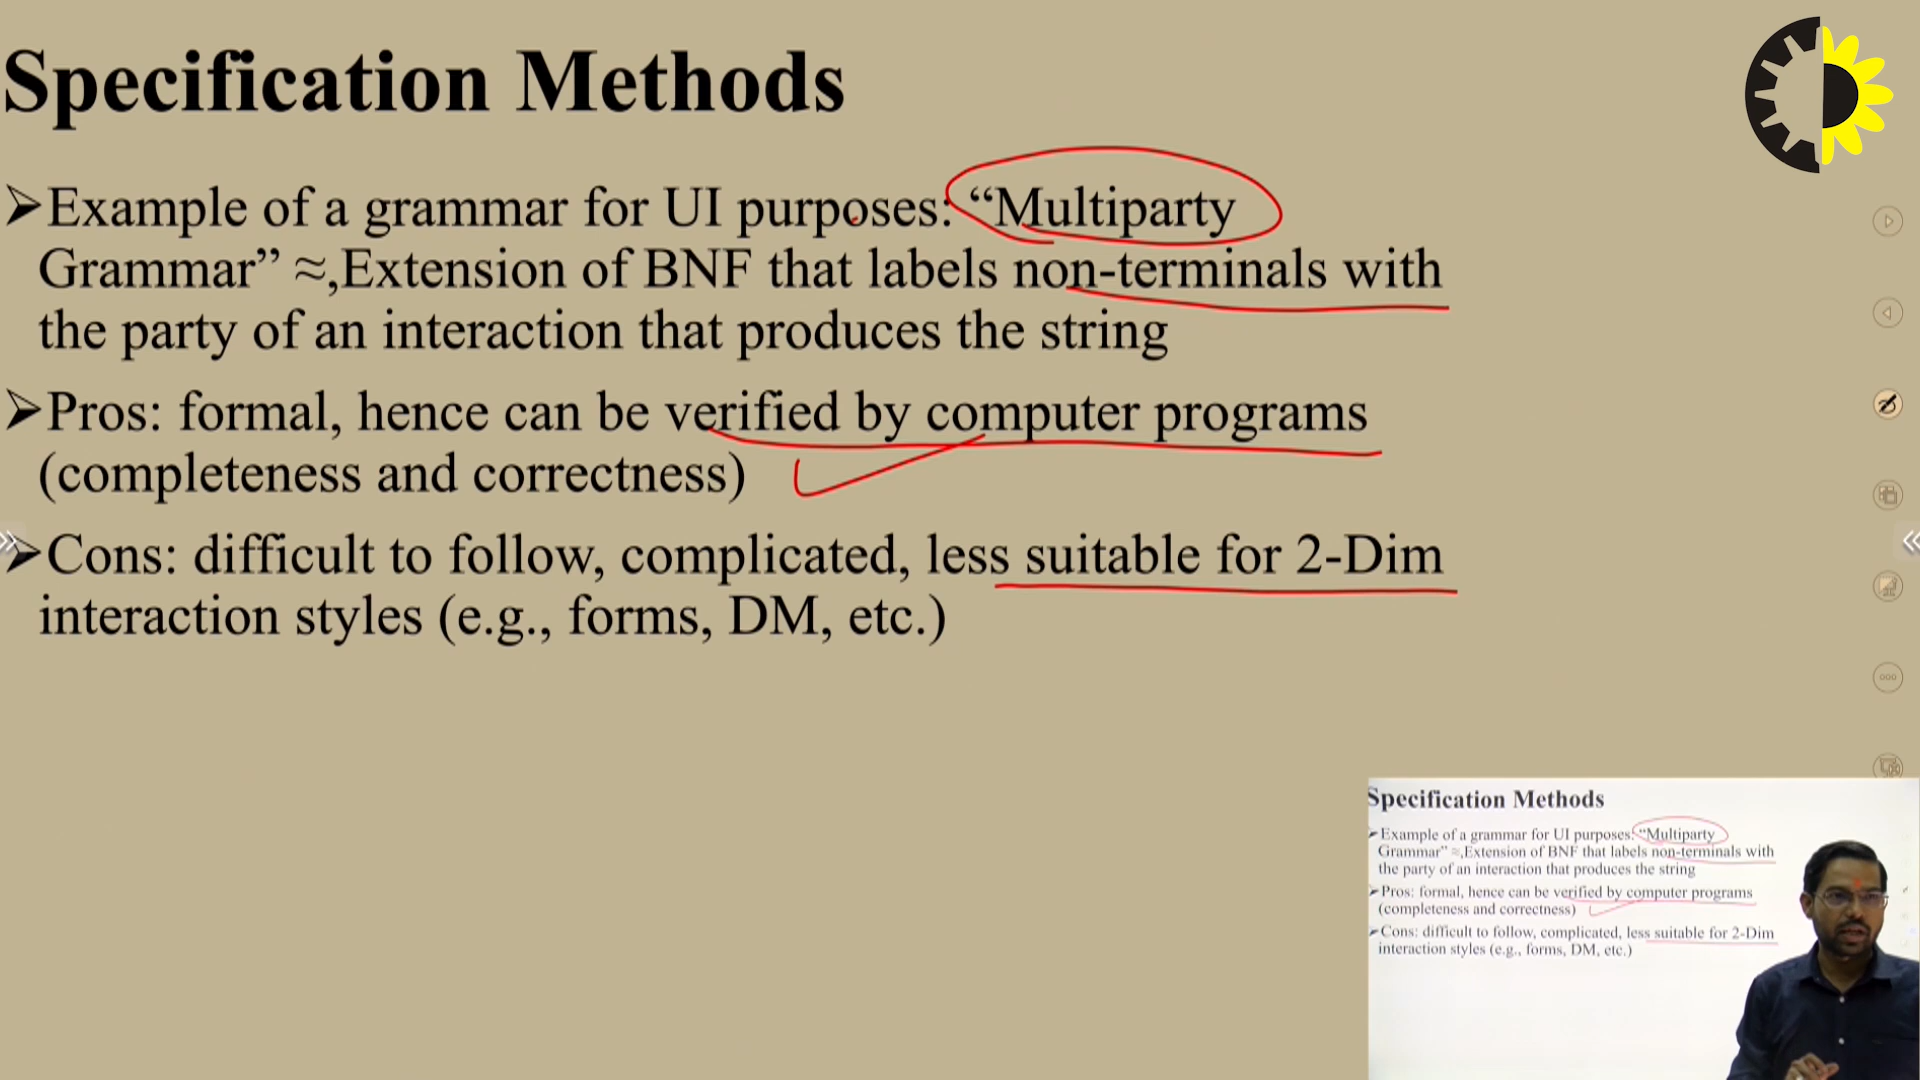 Specification Methods
➢Example of a grammar for UI purposes: “Multiparty
Grammar” ≈,Extension of BNF that labels non-terminals with
the party of an interaction that produces the string
➢Pros: formal, hence can be verified by computer programs
(completeness and correctness)
➢Cons: difficult to follow, complicated, less suitable for 2-Dim
interaction styles (e.g., forms, DM, etc.)
Specification Methods
➢Example of a grammar for UI purposes: “Multiparty
Grammar” ≈,Extension of BNF that labels non-terminals with
the party of an interaction that produces the string
➢Pros: formal, hence can be verified by computer programs
(completeness and correctness)
➢Cons: difficult to follow, complicated, less suitable for 2-Dim
interaction styles (e.g., forms, DM, etc.)